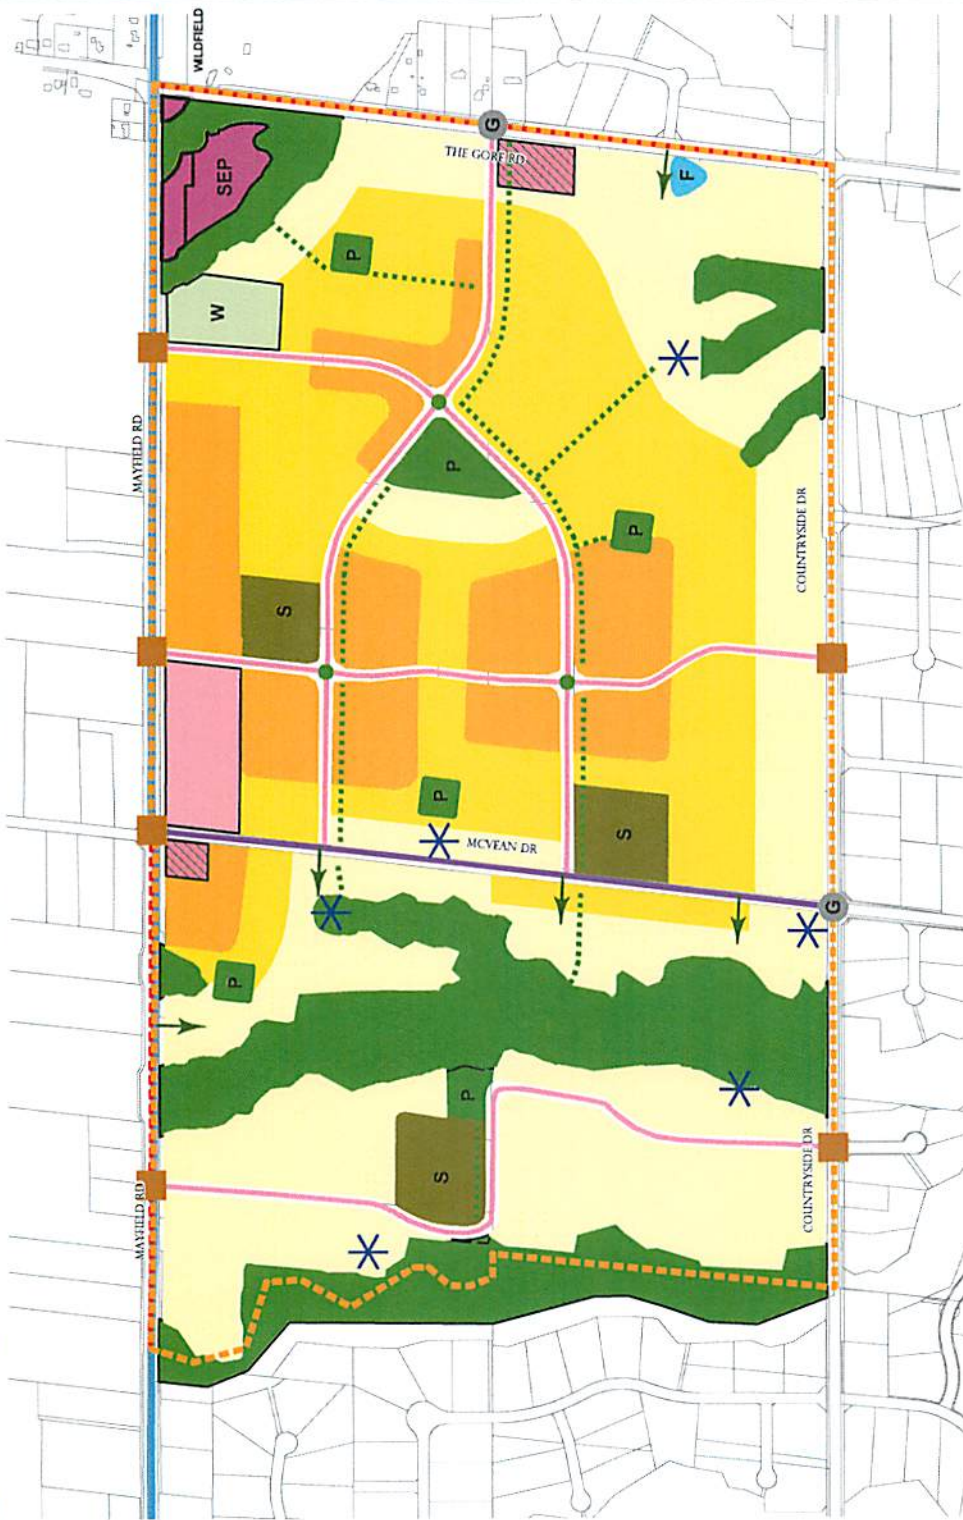 WILDFIELD
SEP
THE GORE RD
G
F
P
W
MAYFIELD RD
P
P
COUNTRYSIDE DR
S
P
S
MCVEAN DR
G
P
P
S
MAYFIELD RD
COUNTRYSIDE DR